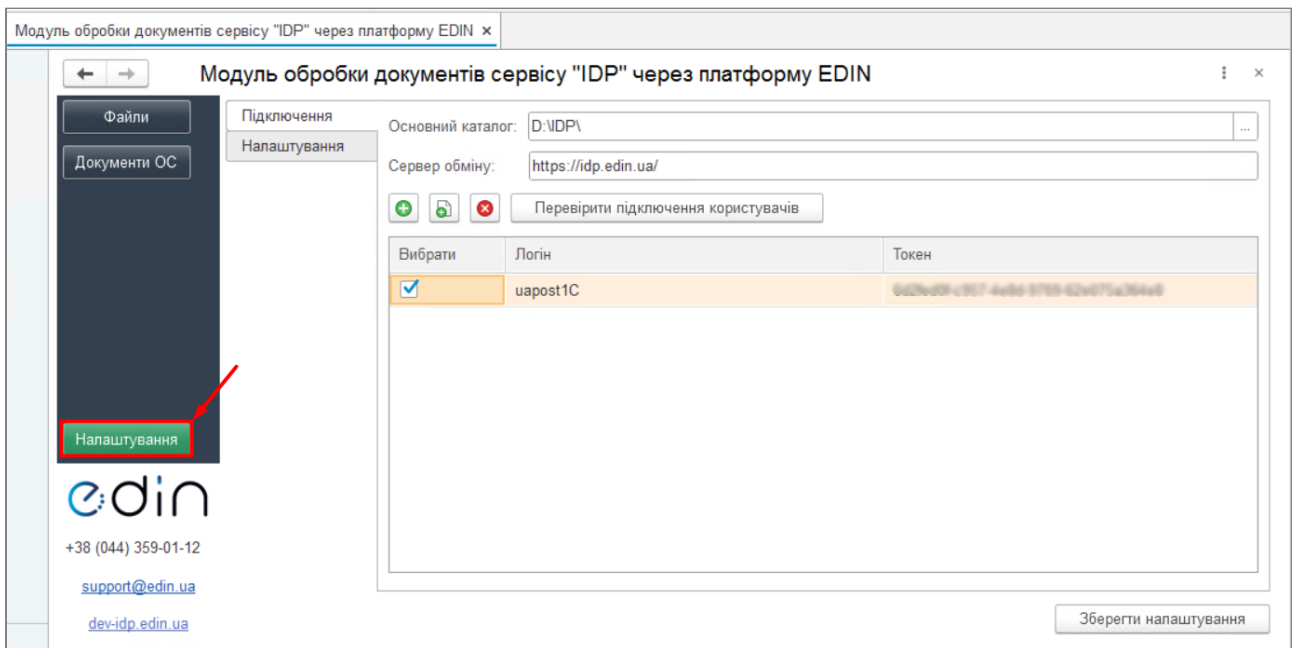 Модуль обробки документів сервісу "IDP" через платформу EDIN ×
Модуль обробки документів сервісу "IDP" через платформу EDIN
Файли
Документи ОС
Налаштування
Підключення
Налаштування
Основний каталог: D:\IDP\ ...
Сервер обміну: https://idp.edin.ua/
Перевірити підключення користувачів
Вибрати Логін Токен
uapost1C
edin
+38 (044) 359-01-12
support@edin.ua
dev-idp.edin.ua
Зберегти налаштування